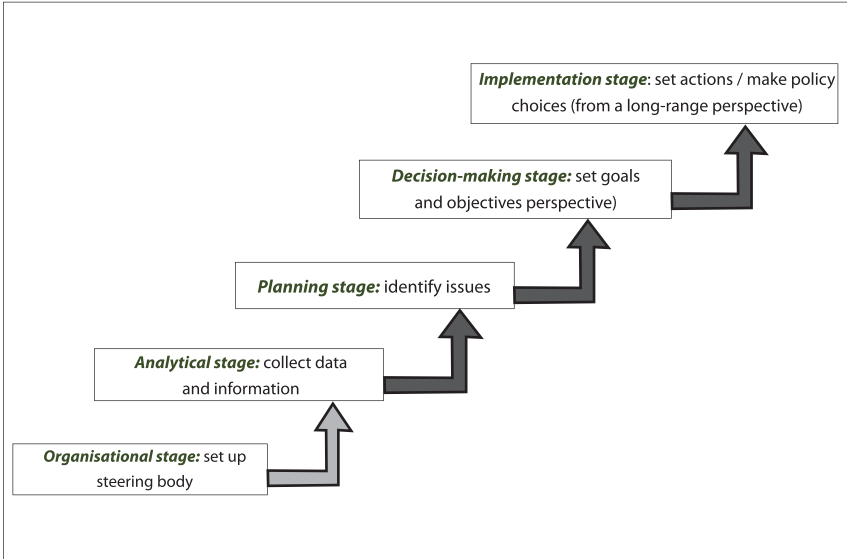 Implementation stage: set actions / make policy
choices (from a long-range perspective)
Decision-making stage: set goals
and objectives perspective)
Planning stage: identify issues
Analytical stage: collect data
and information
Organisational stage: set up
steering body